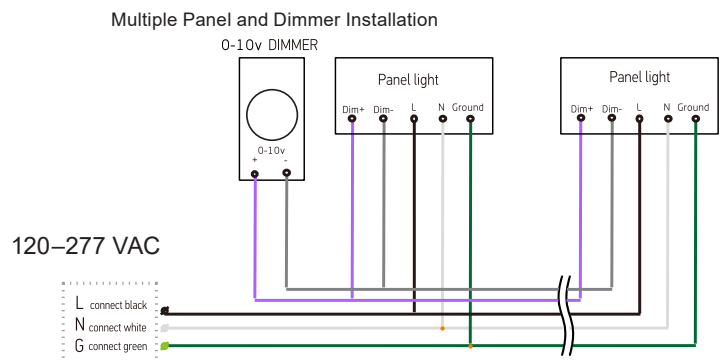 Multiple Panel and Dimmer Installation
0-10v DIMMER
0-10v
+ -
Panel light
Dim+ Dim- L N Ground
Panel light
Dim+ Dim- L N Ground
120–277 VAC
L connect black
N connect white
G connect green